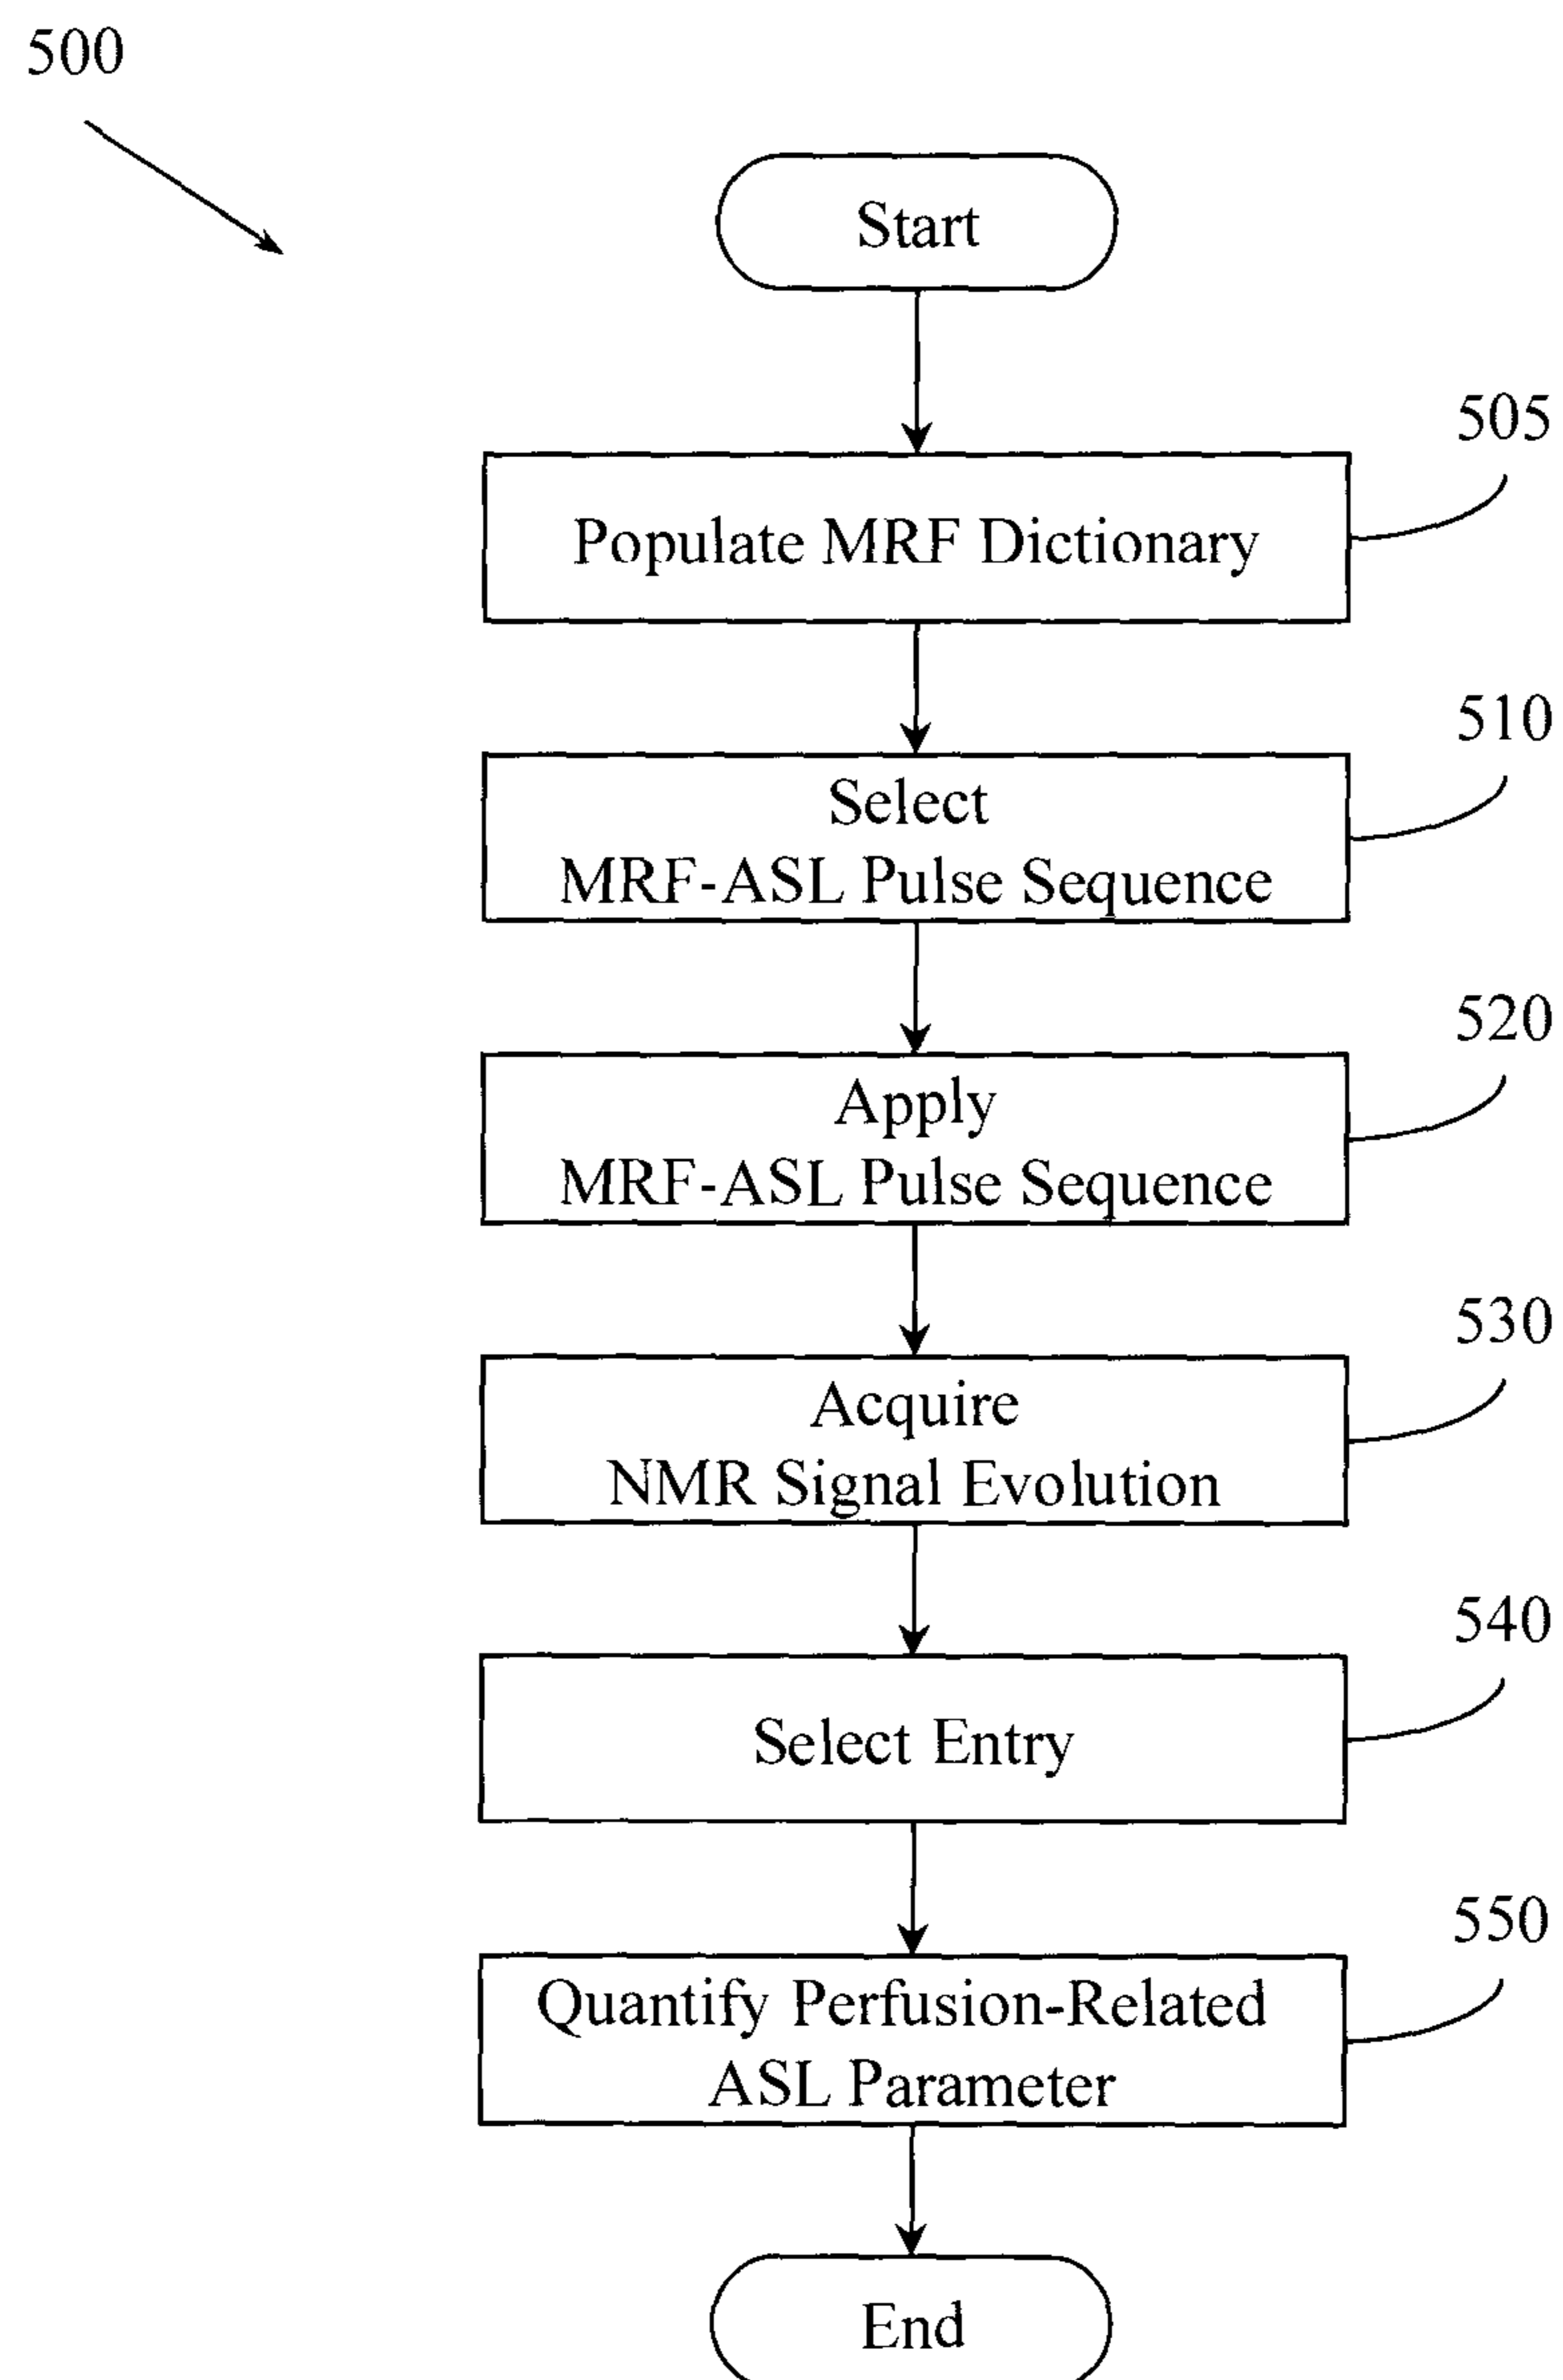 500
Start
505
Populate MRF Dictionary
510
Select
MRF-ASL Pulse Sequence
520
Apply
MRF-ASL Pulse Sequence
530
Acquire
NMR Signal Evolution
540
Select Entry
550
Quantify Perfusion-Related
ASL Parameter
End